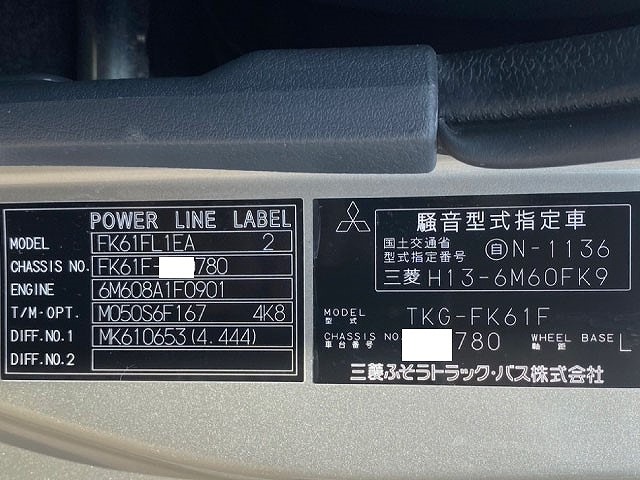 POWER LINE LABEL
MODEL FK61FL1EA 2
CHASSIS NO. FK61F- 780
ENGINE 6M608A1F0901
T/M-OPT. M050S6F167 4K8
DIFF.NO.1 MK610653(4.444)
DIFF.NO.2
騒音型式指定車
国土交通省
型式指定番号 自N-1136
三菱 H13-6M60FK9
MODEL
型式 TKG-FK61F
CHASSIS NO. 780 WHEEL BASE L
車台番号 軸距
三菱ふそうトラック・バス株式会社